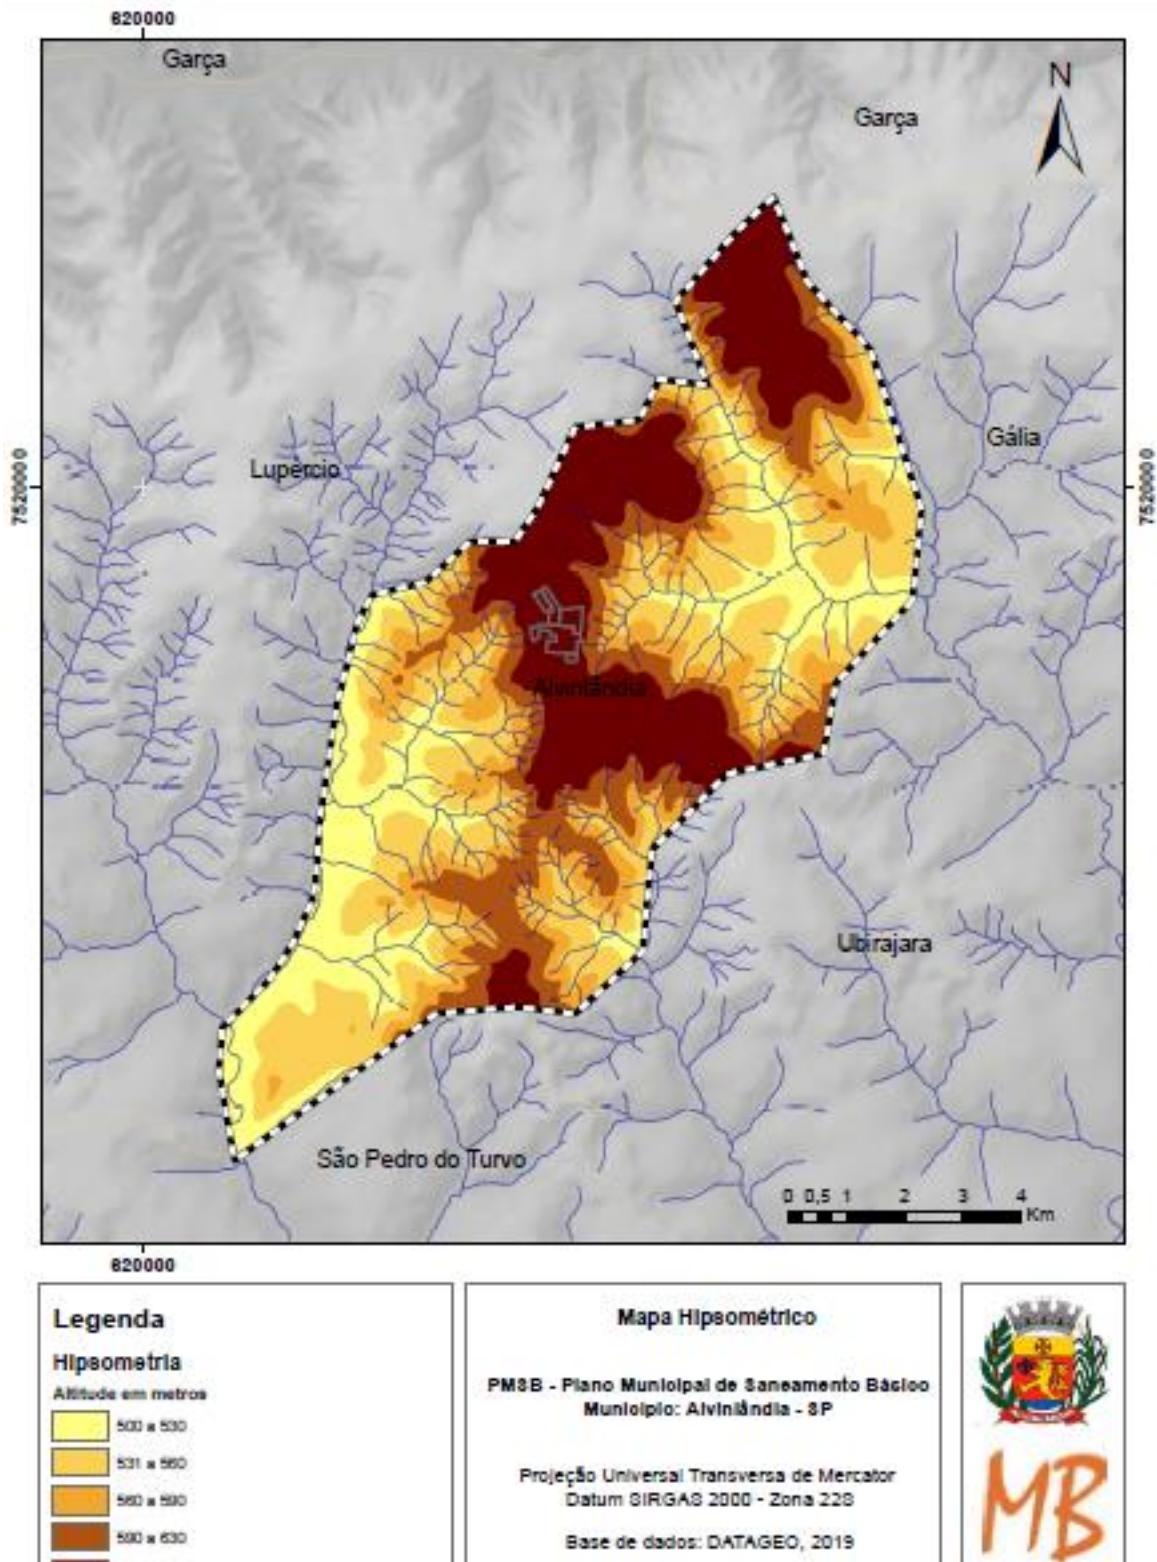 620000
Garça
N
Garça
Gália
Lupércio
7520000
7520000
Alvinlândia
Ubirajara
São Pedro do Turvo
0 0,5 1 2 3 4
Km
620000
Legenda
Hipsometria
Altitude em metros
500 a 530
531 a 560
560 a 590
590 a 630
Mapa Hipsométrico
PMSB - Plano Municipal de Saneamento Básico
Município: Alvinlândia - SP
Projeção Universal Transversa de Mercator
Datum SIRGAS 2000 - Zona 22S
Base de dados: DATAGEO, 2019
MB